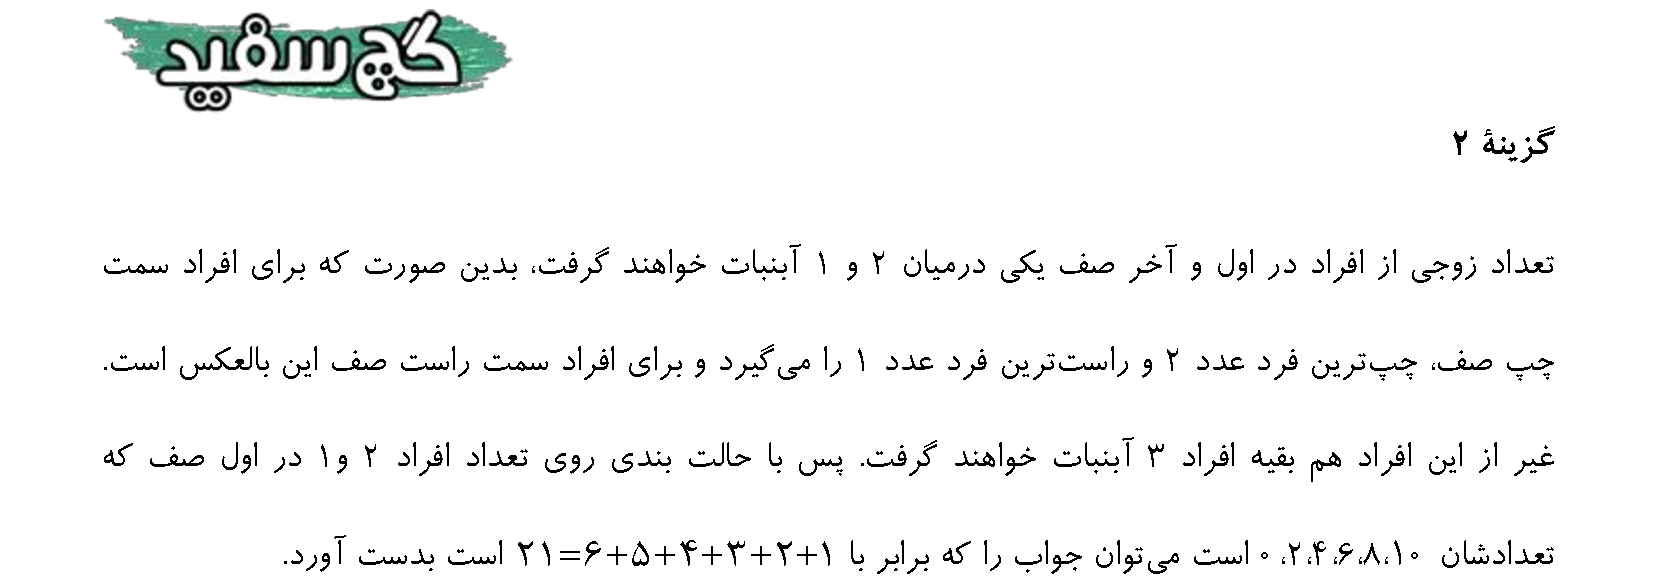 گچ سفید
گزینهٔ ۲
تعداد زوجی از افراد در اول و آخر صف یکی درمیان ۲ و ۱ آبنبات خواهند گرفت، بدین صورت که برای افراد سمت
چپ صف، چپ‌ترین فرد عدد ۲ و راست‌ترین فرد عدد ۱ را می‌گیرد و برای افراد سمت راست صف این بالعکس است.
غیر از این افراد هم بقیه افراد ۳ آبنبات خواهند گرفت. پس با حالت بندی روی تعداد افراد ۲ و۱ در اول صف که
تعدادشان ۰،۲،۴،۶،۸،۱۰ است می‌توان جواب را که برابر با ۱+۲+۳+۴+۵+۶=۲۱ است بدست آورد.